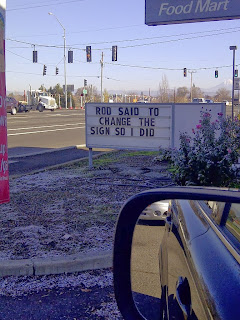 Food Mart
ROD SAID TO
CHANGE THE
SIGN SO I DID